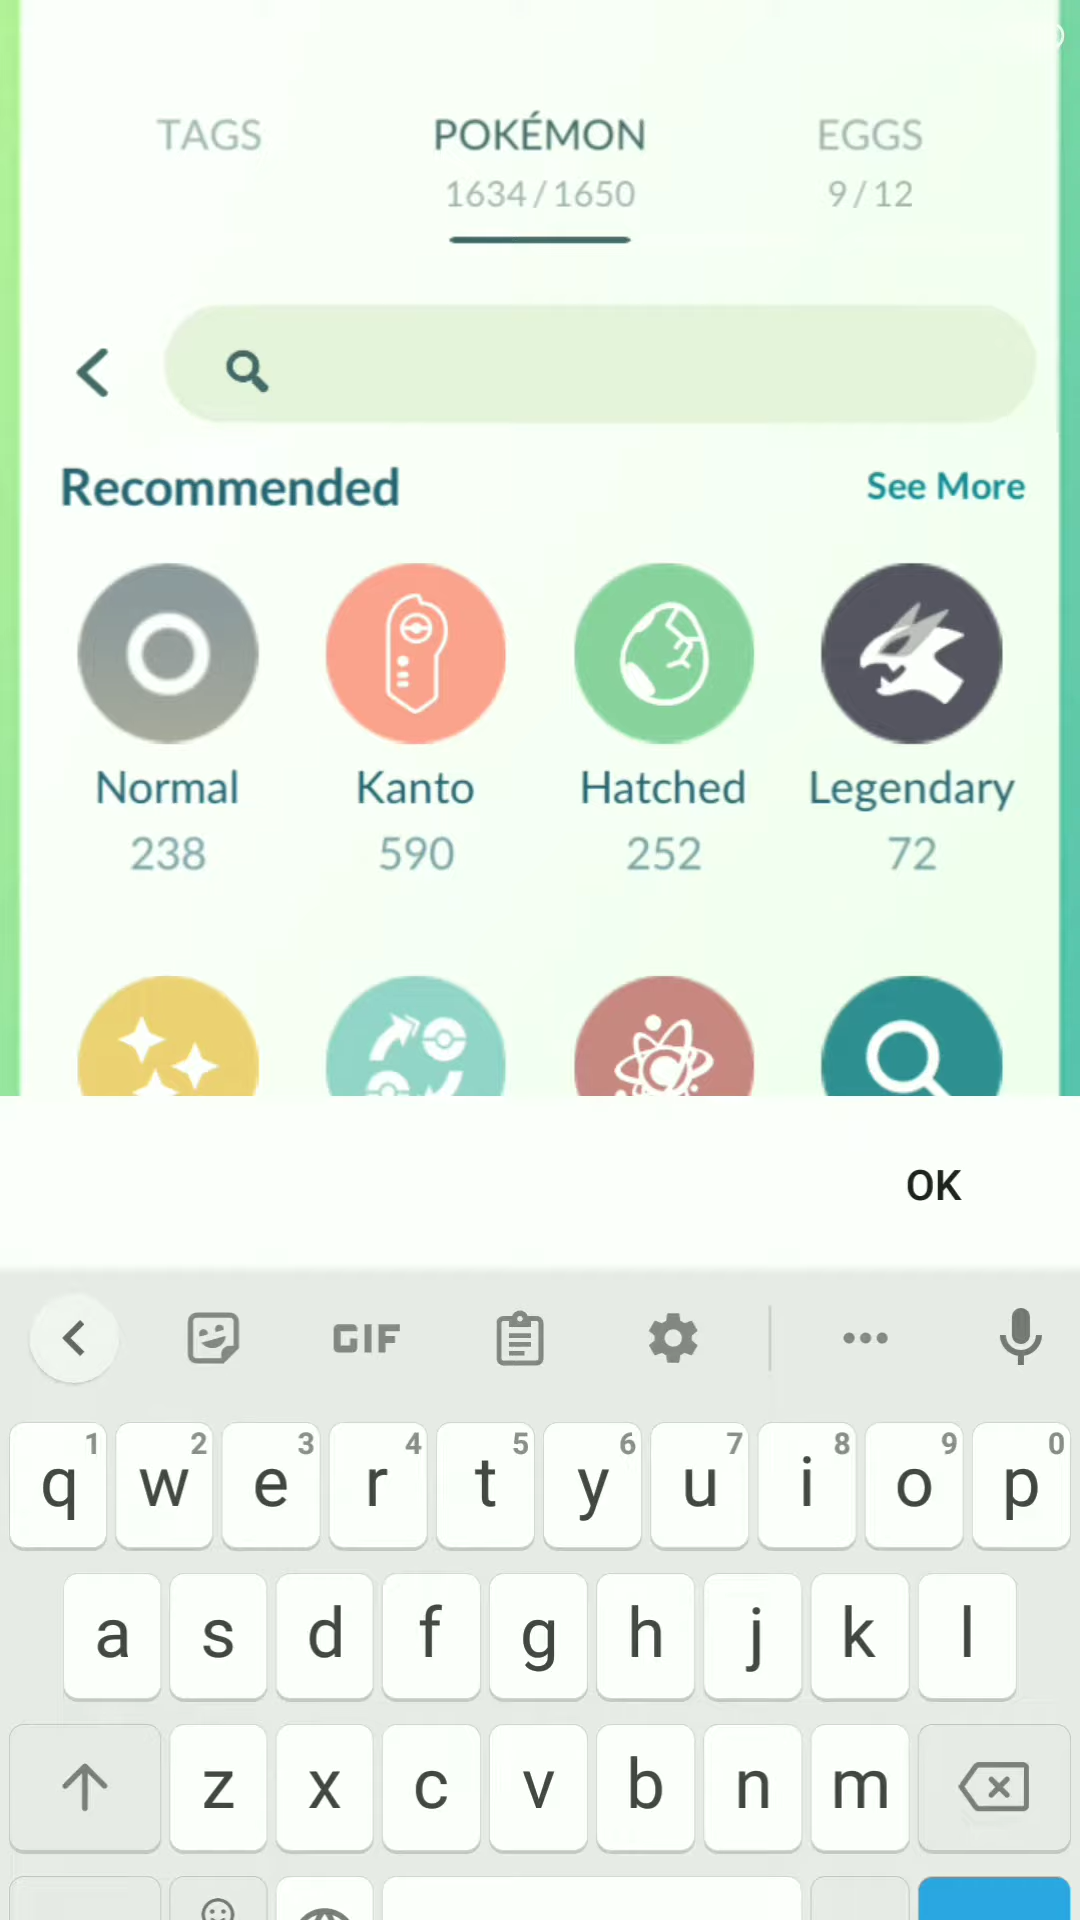 TAGS POKÉMON EGGS
1634/1650 9/12
Recommended See More
Normal Kanto Hatched Legendary
238 590 252 72
OK
GIF
1 2 3 4 5 6 7 8 9 0
q w e r t y u i o p
a s d f g h j k l
z x c v b n m